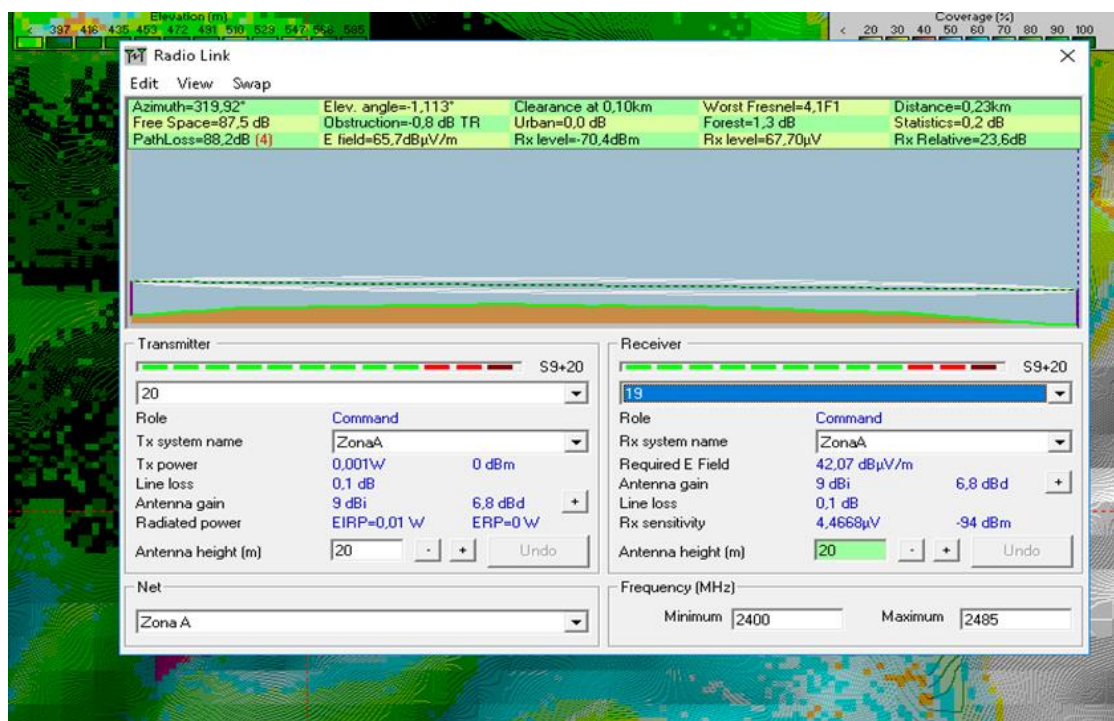 Elevation (m)
< 397 416 435 453 472 491 510 529 547 566 585
Coverage (%)
< 20 30 40 50 60 70 80 90 100
Radio Link
Edit View Swap
Azimuth=319,92° Elev. angle=-1,113° Clearance at 0,10km Worst Fresnel=4,1F1 Distance=0,23km
Free Space=87,5 dB Obstruction=-0,8 dB TR Urban=0,0 dB Forest=1,3 dB Statistics=0,2 dB
PathLoss=88,2dB (4) E field=65,7dBµV/m Rx level=-70,4dBm Rx level=67,70µV Rx Relative=23,6dB
Transmitter
S9+20
20
Role Command
Tx system name ZonaA
Tx power 0,001W 0 dBm
Line loss 0,1 dB
Antenna gain 9 dBi 6,8 dBd +
Radiated power EIRP=0,01 W ERP=0 W
Antenna height (m) 20 - + Undo
Receiver
S9+20
19
Role Command
Rx system name ZonaA
Required E Field 42,07 dBµV/m
Antenna gain 9 dBi 6,8 dBd +
Line loss 0,1 dB
Rx sensitivity 4,4668µV -94 dBm
Antenna height (m) 20 - + Undo
Net
Zona A
Frequency (MHz)
Minimum 2400 Maximum 2485